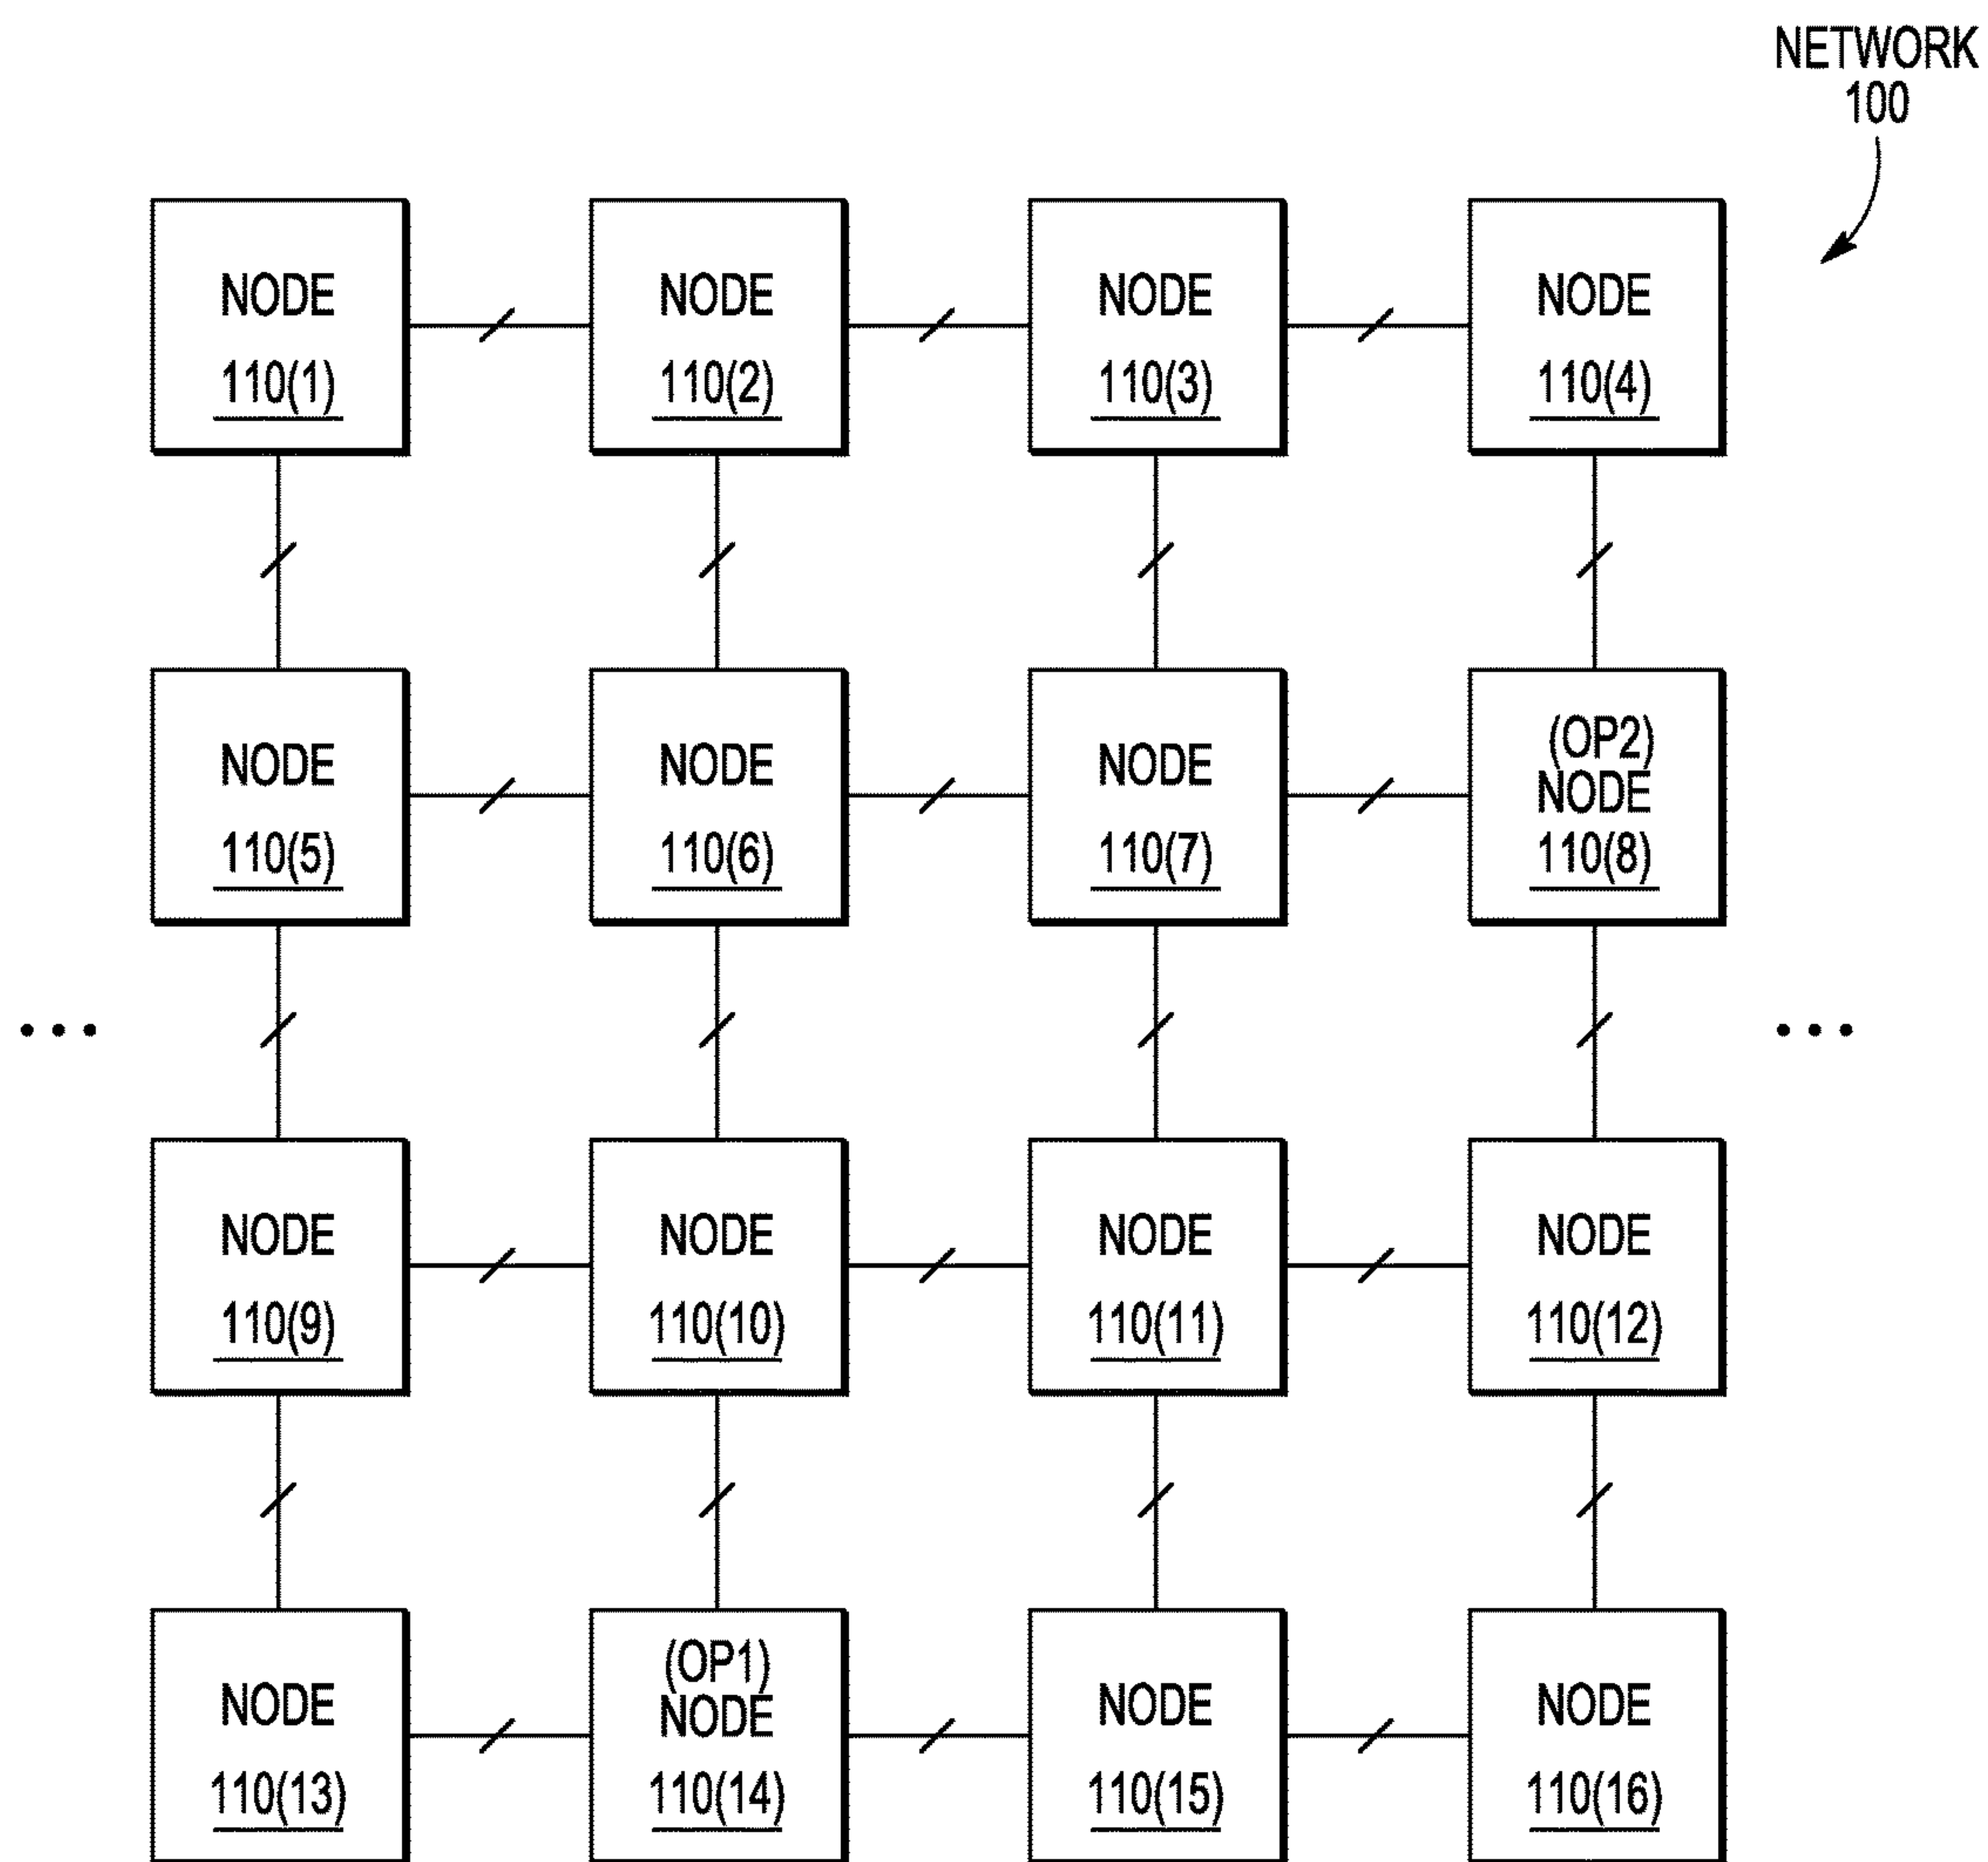 NETWORK
100
NODE
110(1)
NODE
110(2)
NODE
110(3)
NODE
110(4)
NODE
110(5)
NODE
110(6)
NODE
110(7)
(OP2)
NODE
110(8)
...
...
NODE
110(9)
NODE
110(10)
NODE
110(11)
NODE
110(12)
NODE
110(13)
(OP1)
NODE
110(14)
NODE
110(15)
NODE
110(16)